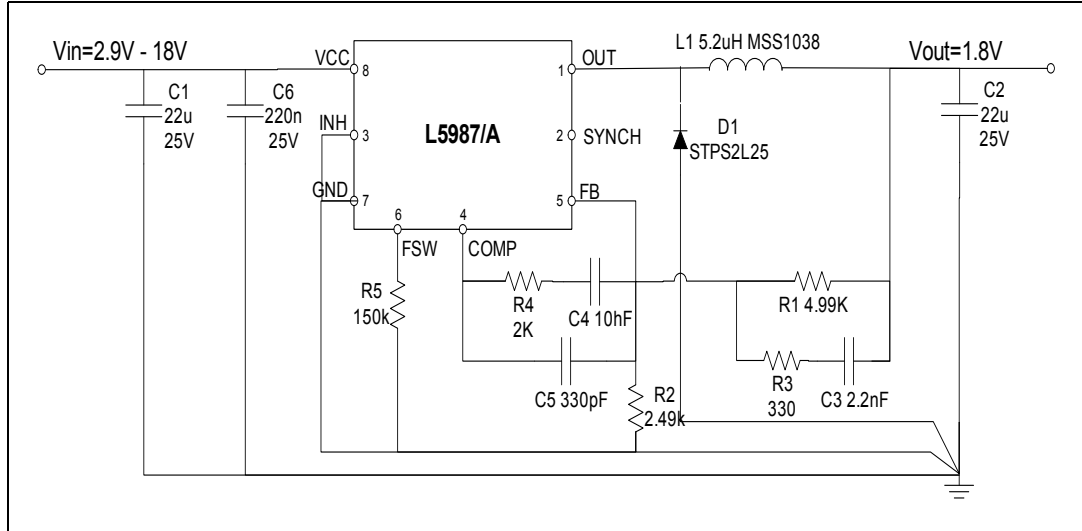 Vin=2.9V - 18V
VCC
8
OUT
1
L1 5.2uH MSS1038
Vout=1.8V
C1
22u
25V
C6
220n
25V
INH
3
L5987/A
2
SYNCH
D1
STPS2L25
C2
22u
25V
GND
7
5
FB
6
4
FSW
COMP
R5
150k
R4
2K
C4 10hF
R1 4.99K
C5 330pF
R2
2.49k
R3
330
C3 2.2nF